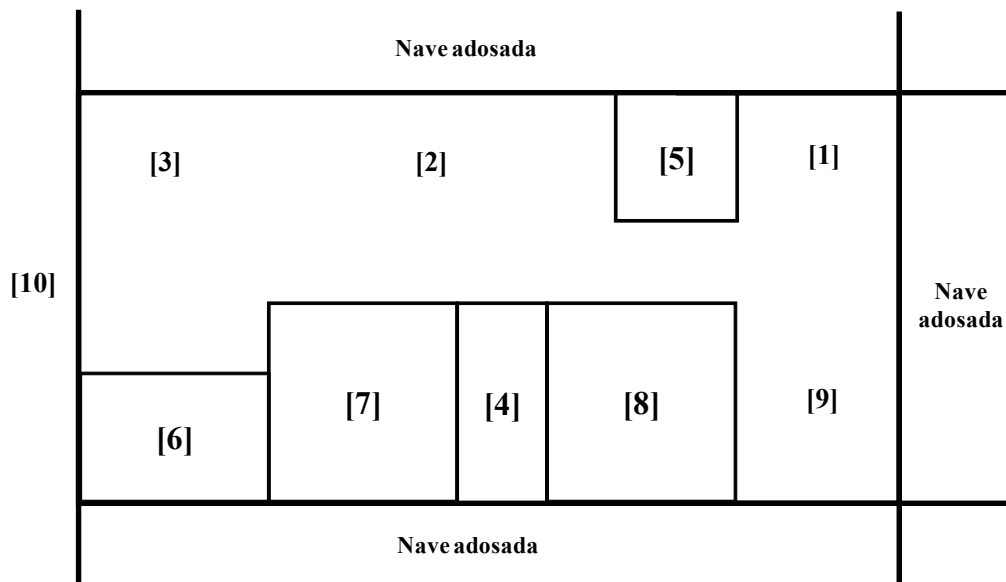 Nave adosada
[3]
[2]
[5]
[1]
[10]
Nave
adosada
[7]
[4]
[8]
[9]
[6]
Nave adosada